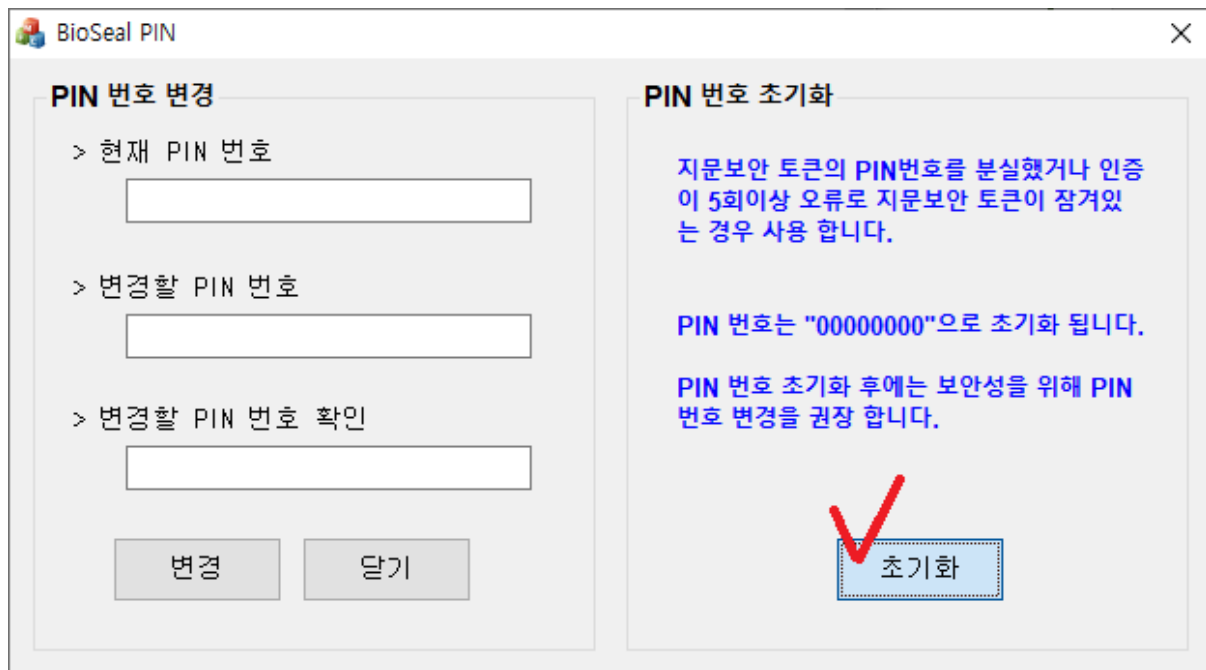 BioSeal PIN
PIN 번호 변경
> 현재 PIN 번호
> 변경할 PIN 번호
> 변경할 PIN 번호 확인
변경
닫기
PIN 번호 초기화
지문보안 토큰의 PIN번호를 분실했거나 인증
이 5회이상 오류로 지문보안 토큰이 잠겨있
는 경우 사용 합니다.
PIN 번호는 "00000000"으로 초기화 됩니다.
PIN 번호 초기화 후에는 보안성을 위해 PIN
번호 변경을 권장 합니다.
초기화